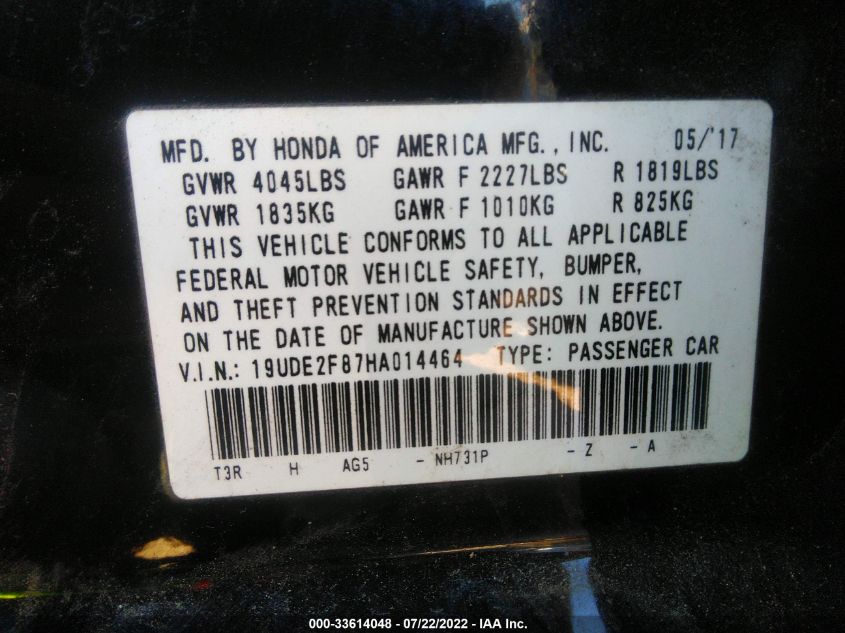 MFD. BY HONDA OF AMERICA MFG., INC. 05/'17
GVWR 4045LBS GAWR F 2227LBS R 1819LBS
GVWR 1835KG GAWR F 1010KG R 825KG
THIS VEHICLE CONFORMS TO ALL APPLICABLE
FEDERAL MOTOR VEHICLE SAFETY, BUMPER,
AND THEFT PREVENTION STANDARDS IN EFFECT
ON THE DATE OF MANUFACTURE SHOWN ABOVE.
V.I.N.: 19UDE2F87HA014464 TYPE: PASSENGER CAR
T3R H AG5 - NH731P - Z - A
000-33614048 - 07/22/2022 - IAA Inc.